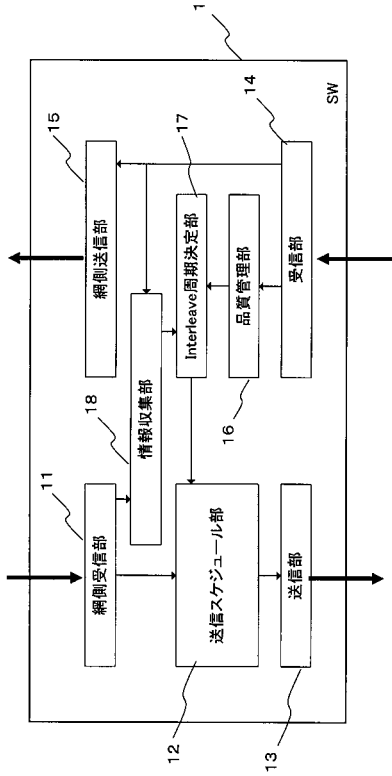 1
SW
11
網側受信部
15
網側送信部
18
情報収集部
17
Interleave周期決定部
12
送信スケジュール部
16
品質管理部
13
送信部
14
受信部